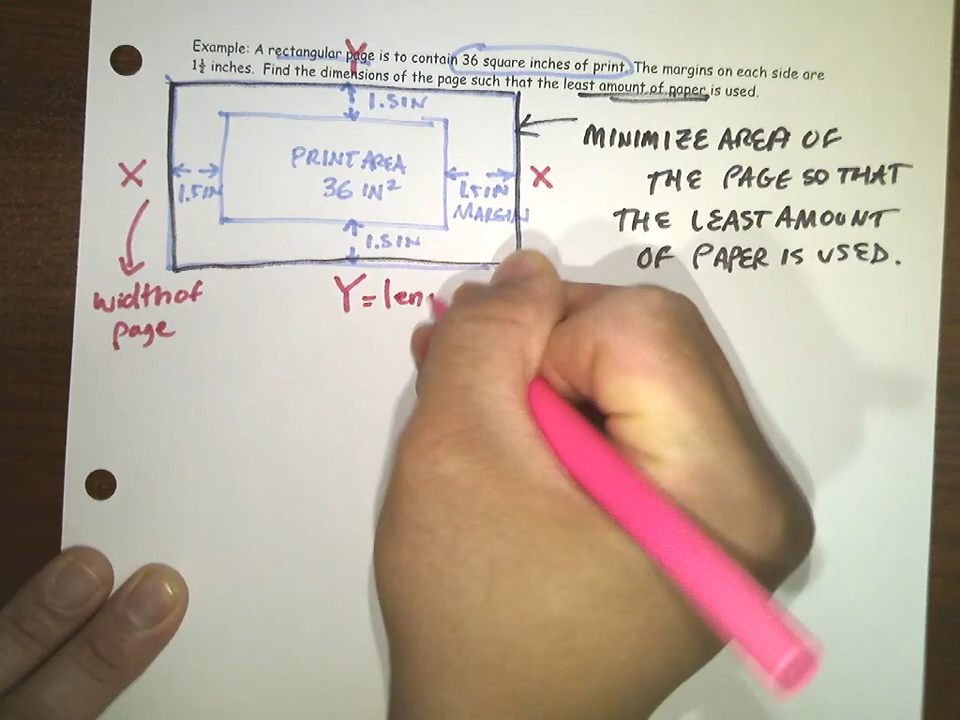 Example: A rectangular page is to contain 36 square inches of print. The margins on each side are
1½ inches. Find the dimensions of the page such that the least amount of paper is used.
Y
1.5IN
PRINT AREA
36 IN²
X
1.5IN
1.5IN
MARGIN
X
1.5IN
MINIMIZE AREA OF
THE PAGE SO THAT
THE LEAST AMOUNT
OF PAPER IS USED.
width of
page
Y = len